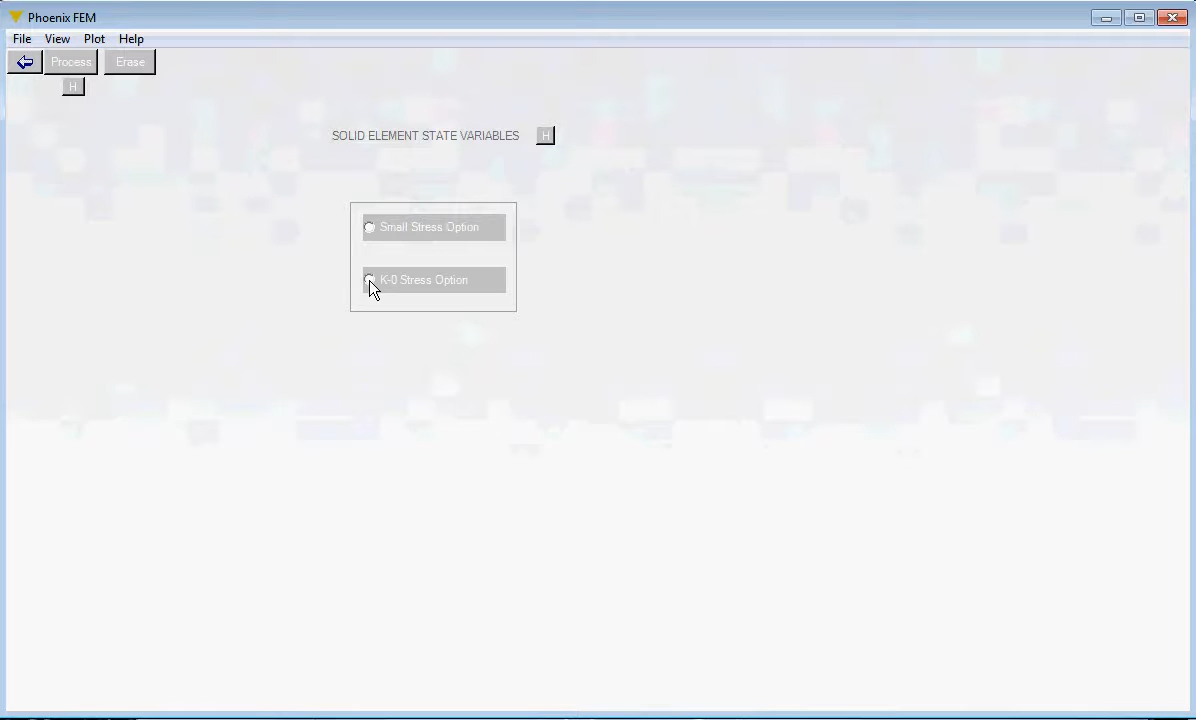 Phoenix FEM
File View Plot Help
Process Erase
H
SOLID ELEMENT STATE VARIABLES H
Small Stress Option
K-0 Stress Option